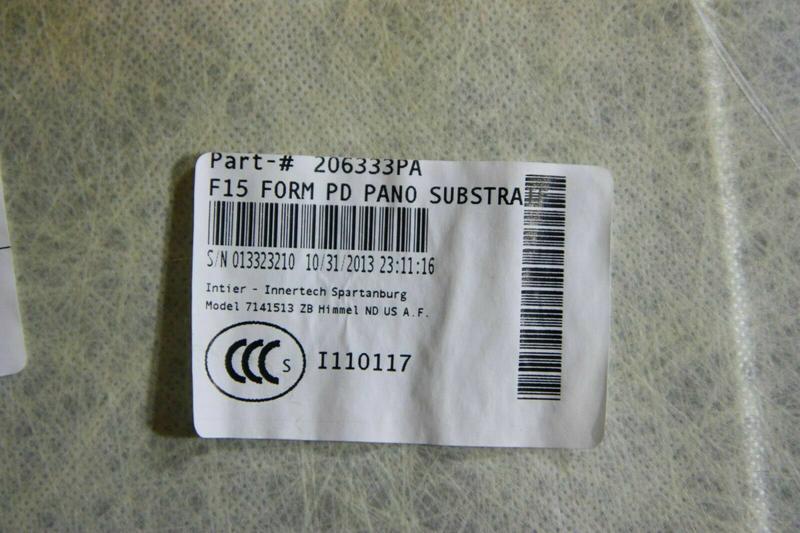 Part-# 206333PA
F15 FORM PD PANO SUBSTRA
S/N 013323210 10/31/2013 23:11:16
Intier - Innertech Spartanburg
Model 7141513 ZB Himmel ND US A.F.
CCC S I110117